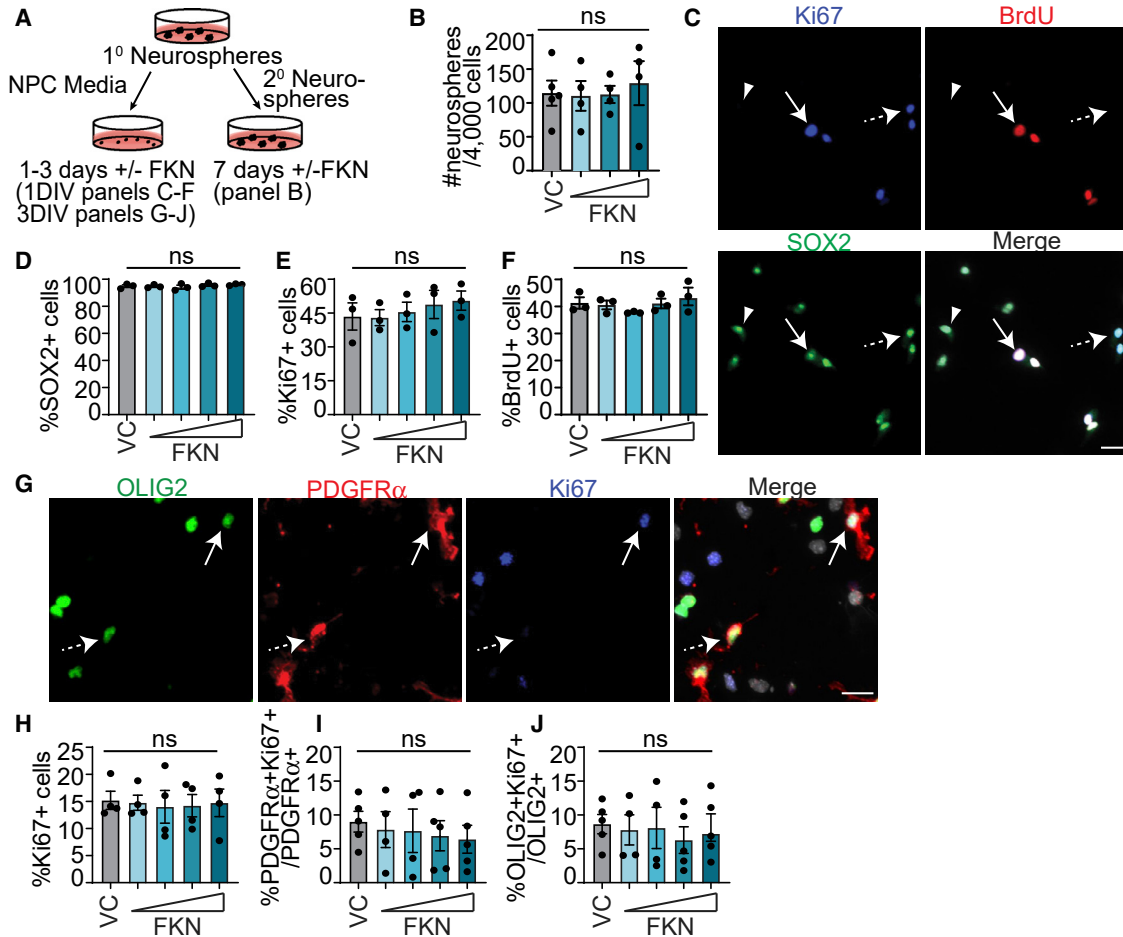 A
1⁰ Neurospheres
NPC Media
2⁰ Neuro-
spheres
1-3 days +/- FKN
(1DIV panels C-F
3DIV panels G-J)
7 days +/-FKN
(panel B)
B
ns
#neurospheres
/4,000 cells
200
150
100
50
0
VC
FKN
C
Ki67
BrdU
SOX2
Merge
D
ns
%SOX2+ cells
100
80
60
40
20
0
VC
FKN
E
ns
%Ki67+ cells
60
45
30
15
0
VC
FKN
F
ns
%BrdU+ cells
50
40
30
20
10
0
VC
FKN
G
OLIG2
PDGFRα
Ki67
Merge
H
ns
%Ki67+ cells
25
20
15
10
5
0
VC
FKN
I
ns
%PDGFRα+Ki67+
/PDGFRα+
20
15
10
5
0
VC
FKN
J
ns
%OLIG2+Ki67+
/OLIG2+
20
15
10
5
0
VC
FKN